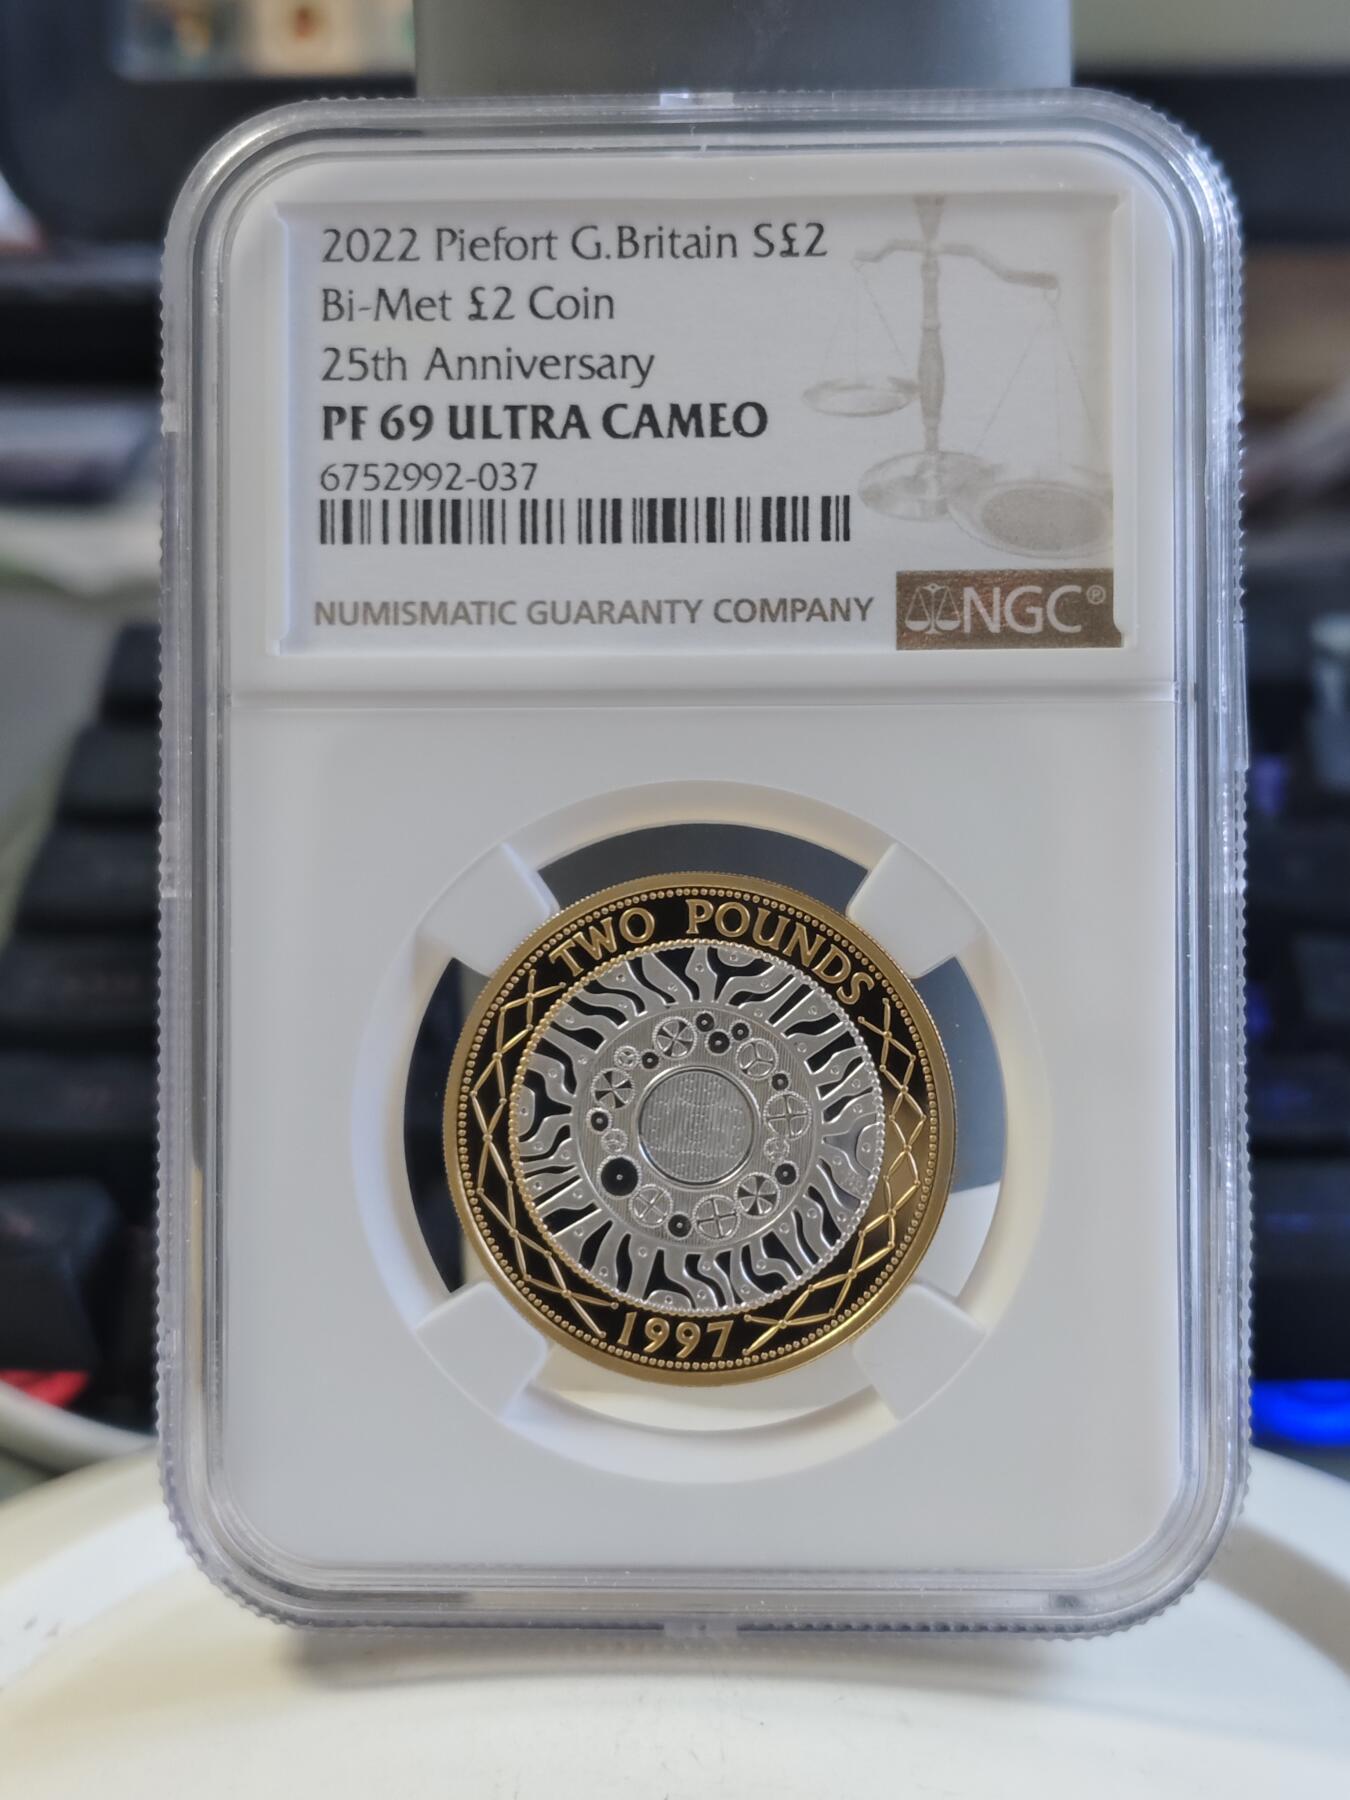 2022 Piefort G.Britain S£2
Bi-Met £2 Coin
25th Anniversary
PF 69 ULTRA CAMEO
6752992-037
NUMISMATIC GUARANTY COMPANY
NGC®
TWO POUNDS
1997